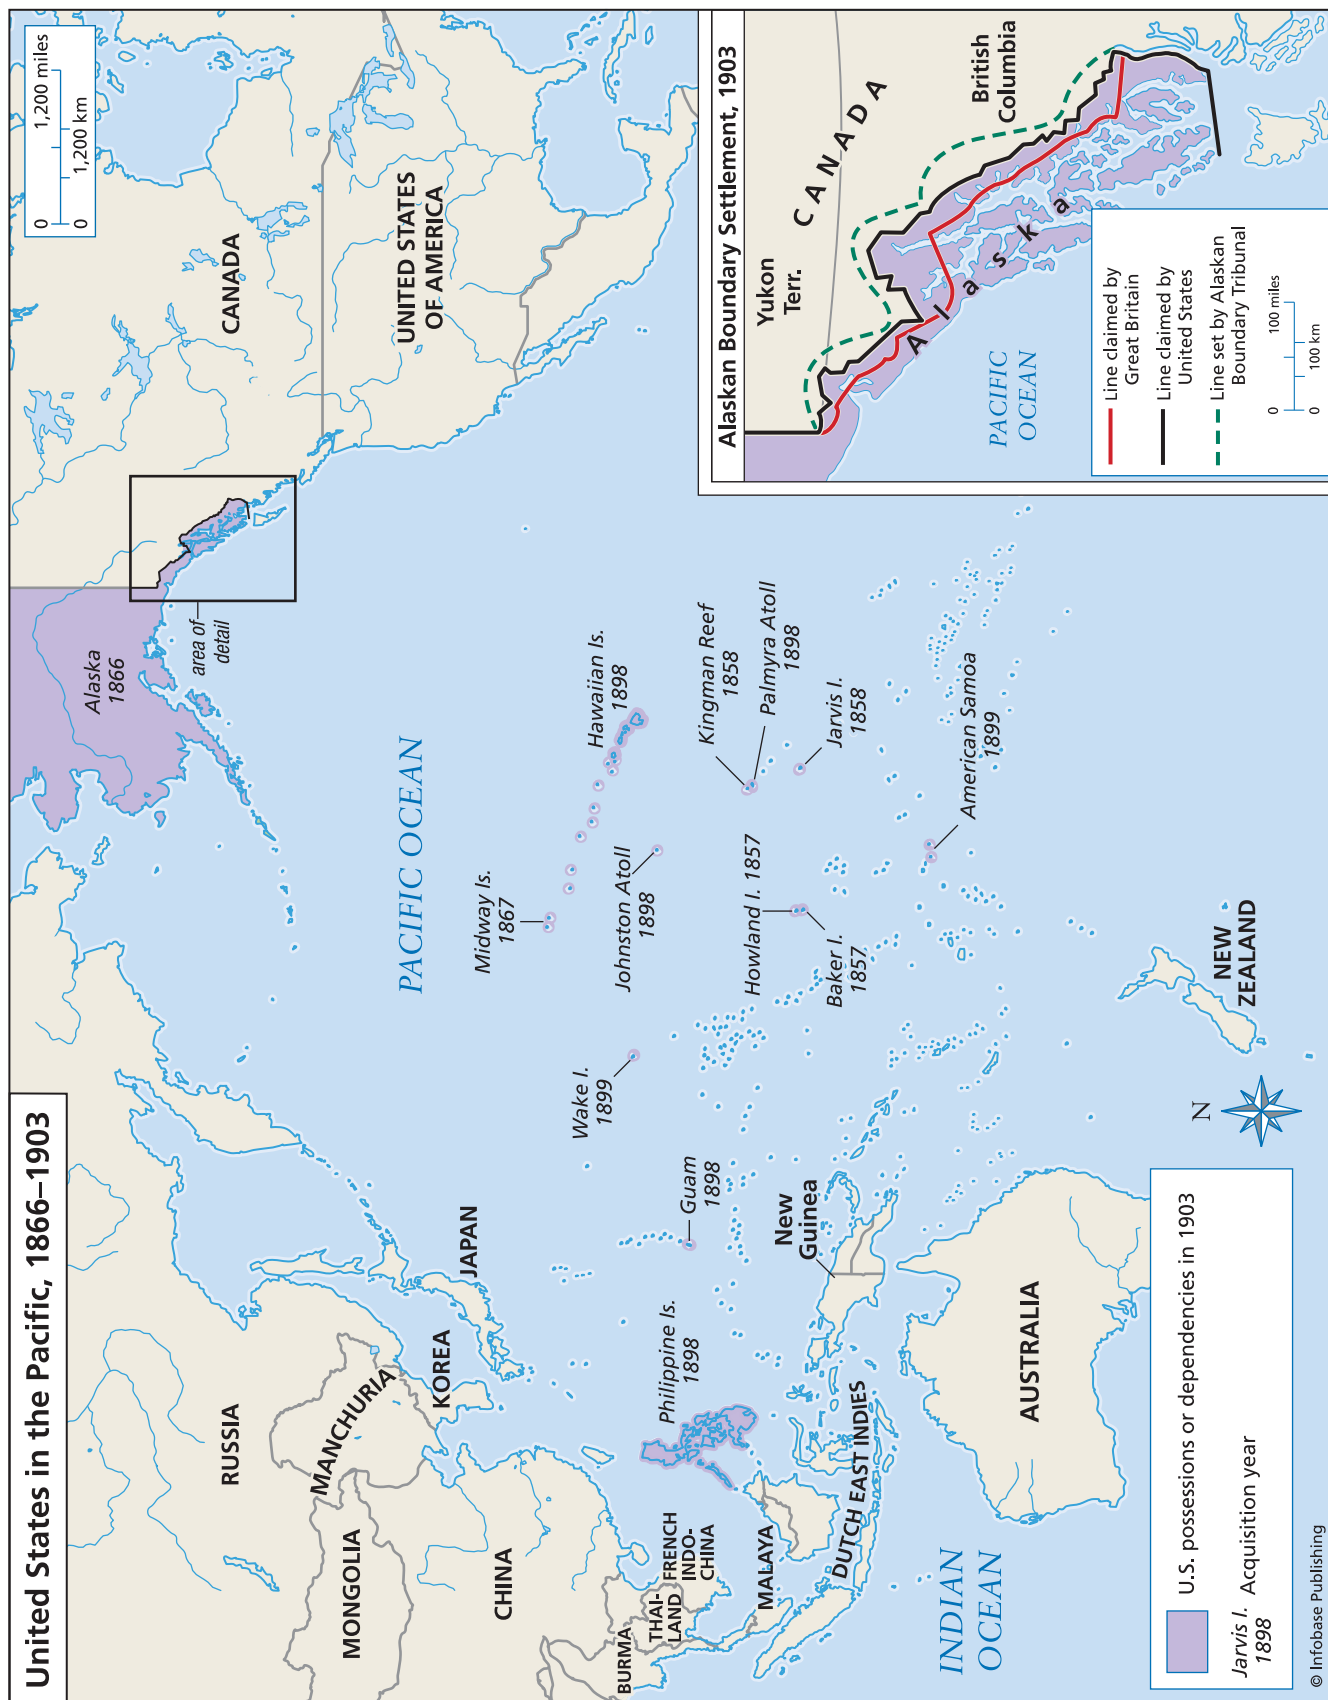 United States in the Pacific, 1866–1903
0
1,200 miles
0
1,200 km
RUSSIA
MANCHURIA
MONGOLIA
CHINA
KOREA
JAPAN
BURMA
THAI-
LAND
FRENCH
INDO-
CHINA
MALAYA
DUTCH EAST INDIES
Philippine Is.
1898
Guam
1898
New
Guinea
AUSTRALIA
INDIAN
OCEAN
Wake I.
1899
Midway Is.
1867
Johnston Atoll
1898
Howland I. 1857
Baker I.
1857
NEW
ZEALAND
PACIFIC OCEAN
Alaska
1866
area of
detail
Hawaiian Is.
1898
Kingman Reef
1858
Palmyra Atoll
1898
Jarvis I.
1858
American Samoa
1899
CANADA
UNITED STATES
OF AMERICA
N
U.S. possessions or dependencies in 1903
Jarvis I.
1898
Acquisition year
Alaskan Boundary Settlement, 1903
Yukon
Terr.
CANADA
British
Columbia
Alaska
PACIFIC
OCEAN
Line claimed by
Great Britain
Line claimed by
United States
Line set by Alaskan
Boundary Tribunal
0
100 miles
0
100 km
© Infobase Publishing